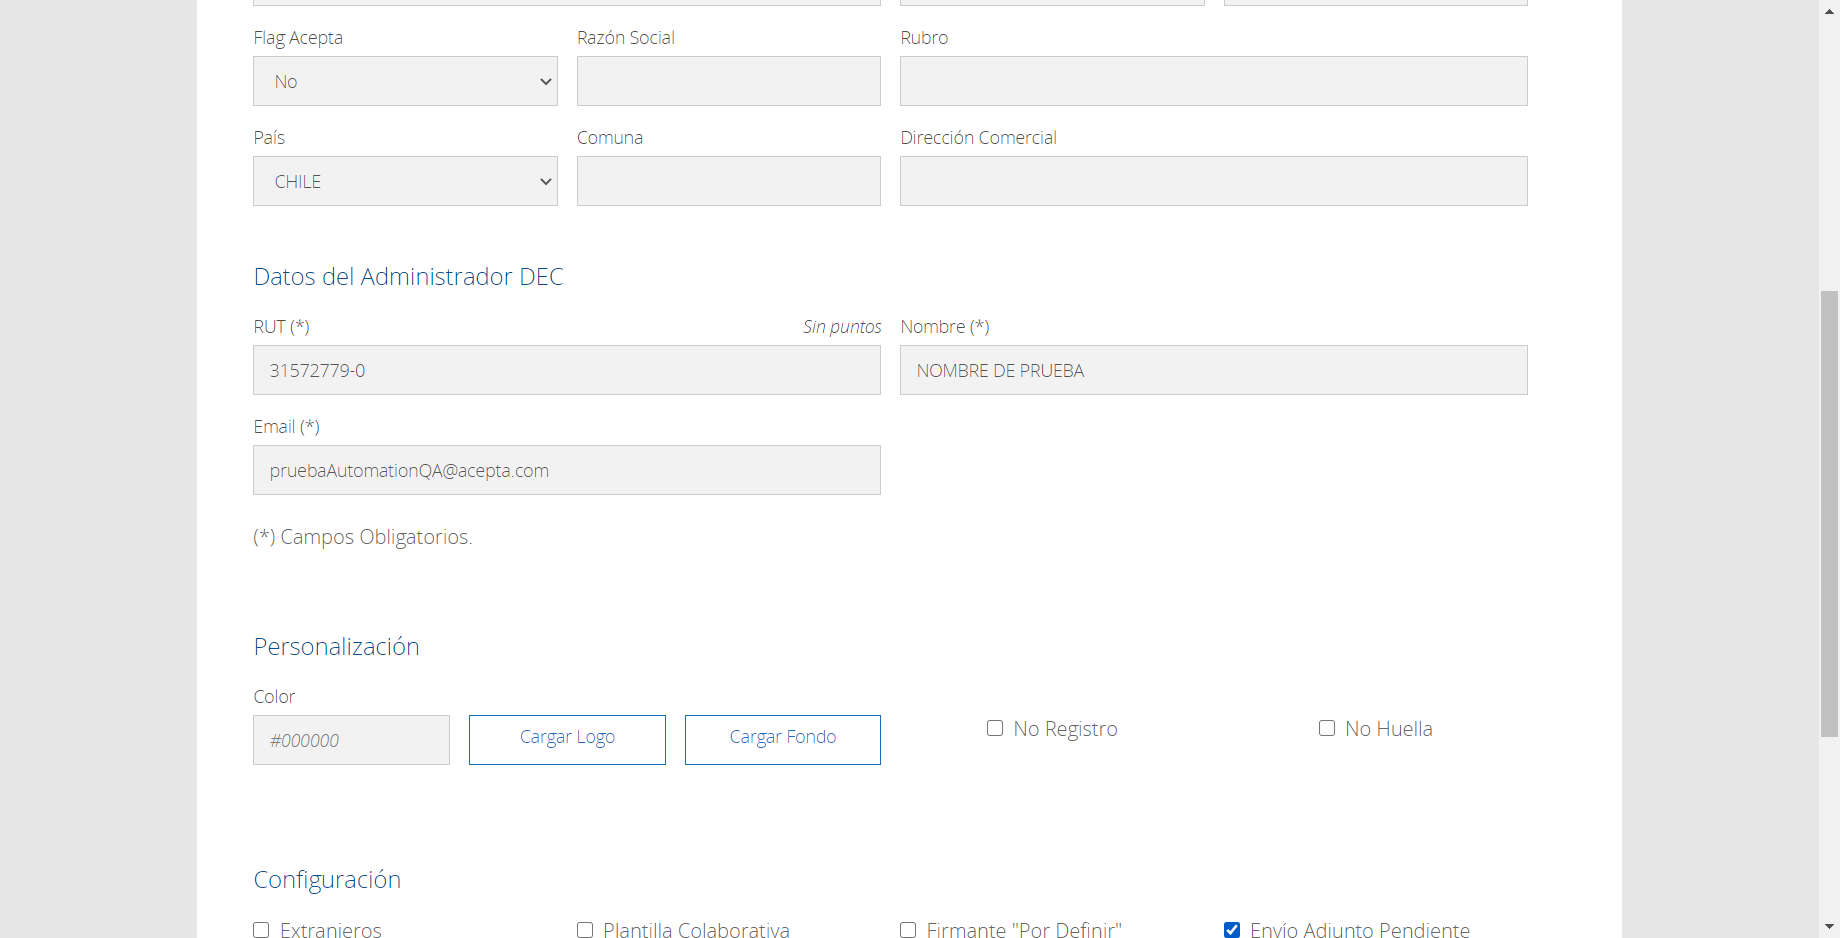 Flag Acepta Razón Social Rubro
No
País Comuna Dirección Comercial
CHILE
Datos del Administrador DEC
RUT (*) Sin puntos Nombre (*)
31572779-0 NOMBRE DE PRUEBA
Email (*)
pruebaAutomationQA@acepta.com
(*) Campos Obligatorios.
Personalización
Color
#000000 Cargar Logo Cargar Fondo No Registro No Huella
Configuración
Extranjeros Plantilla Colaborativa Firmante "Por Definir" Envío Adjunto Pendiente